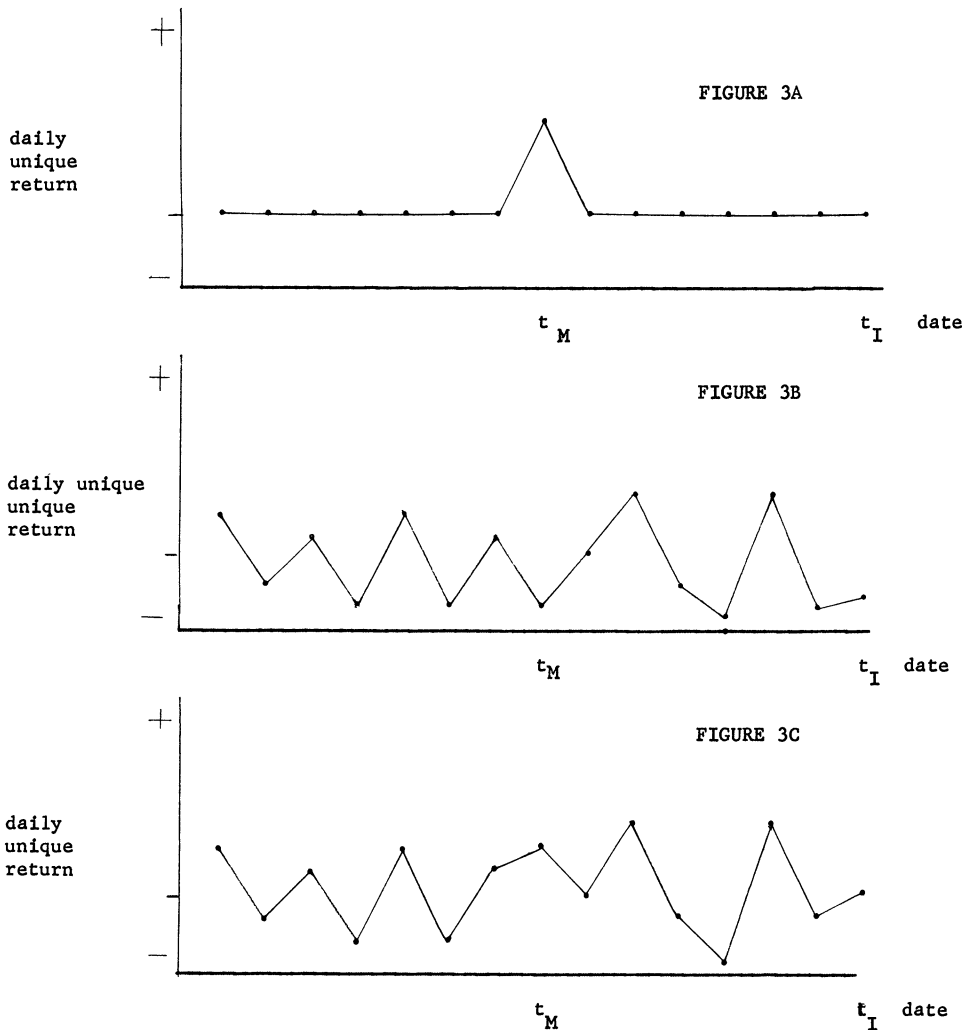 +
FIGURE 3A
daily
unique
return
-
-
t M t I date
+
FIGURE 3B
daily unique
unique
return
-
-
t M t I date
+
FIGURE 3C
daily
unique
return
-
-
t M t I date